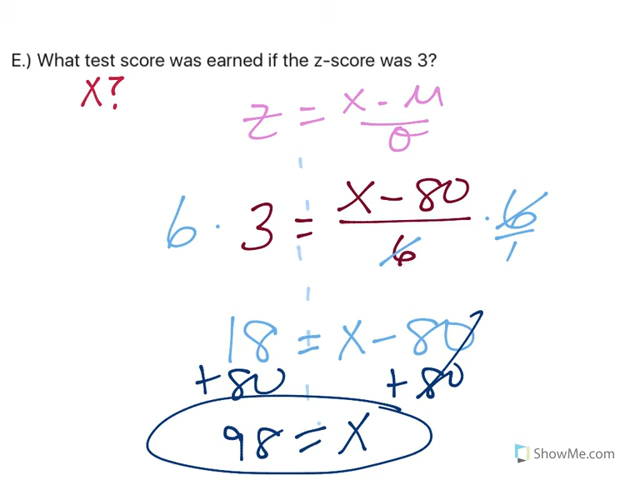 E.) What test score was earned if the z-score was 3?
X?
z = x - μ / σ
6 · 3 = x - 80 / 6 · 6 / 1
18 = x - 80
+80 +80
98 = x
ShowMe.com